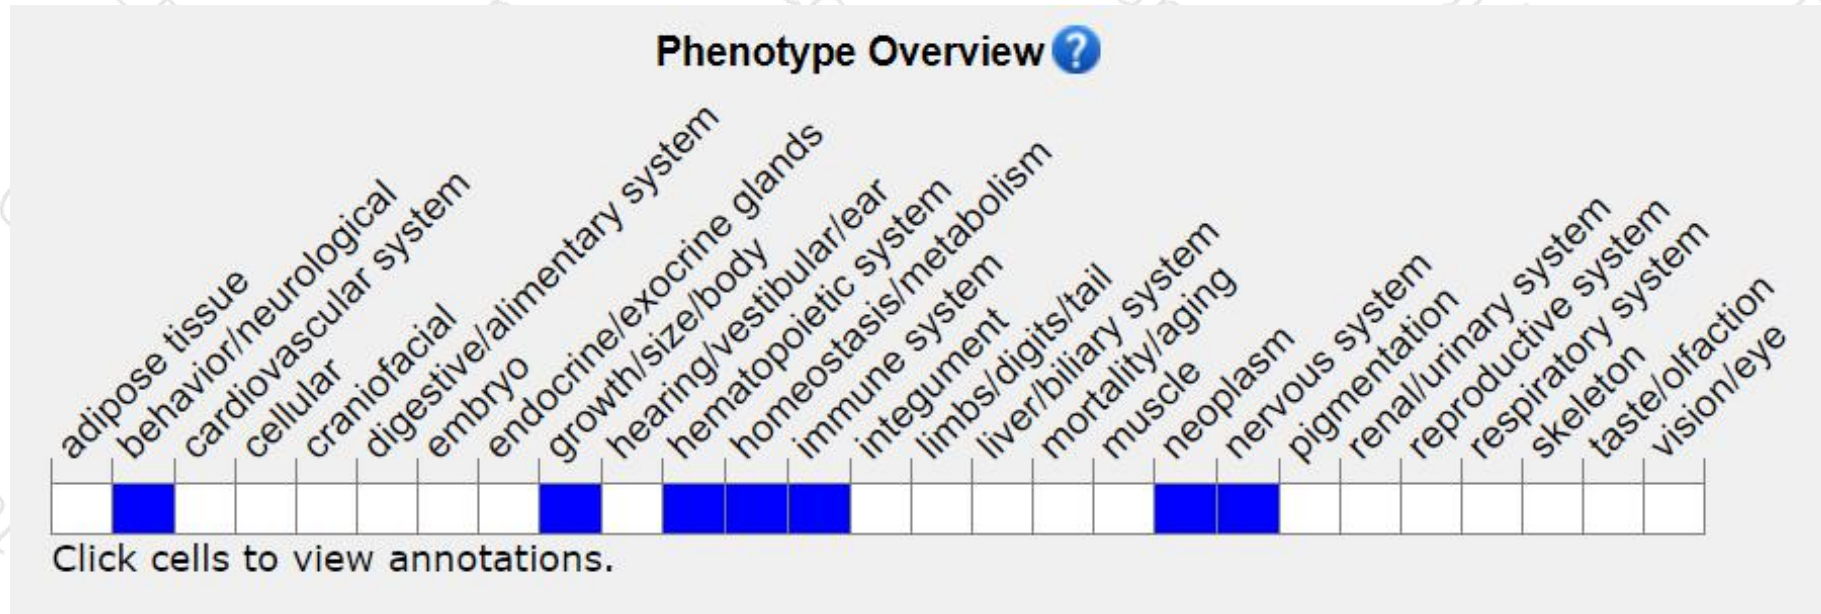 Phenotype Overview ?
adipose tissue
behavior/neurological
cardiovascular system
cellular
craniofacial
digestive/alimentary system
embryo
endocrine/exocrine glands
growth/size/body
hearing/vestibular/ear
hematopoietic system
homeostasis/metabolism
immune system
integument
limbs/digits/tail
liver/biliary system
mortality/aging
muscle
neoplasm
nervous system
pigmentation
renal/urinary system
reproductive system
respiratory system
skeleton
taste/olfaction
vision/eye
Click cells to view annotations.